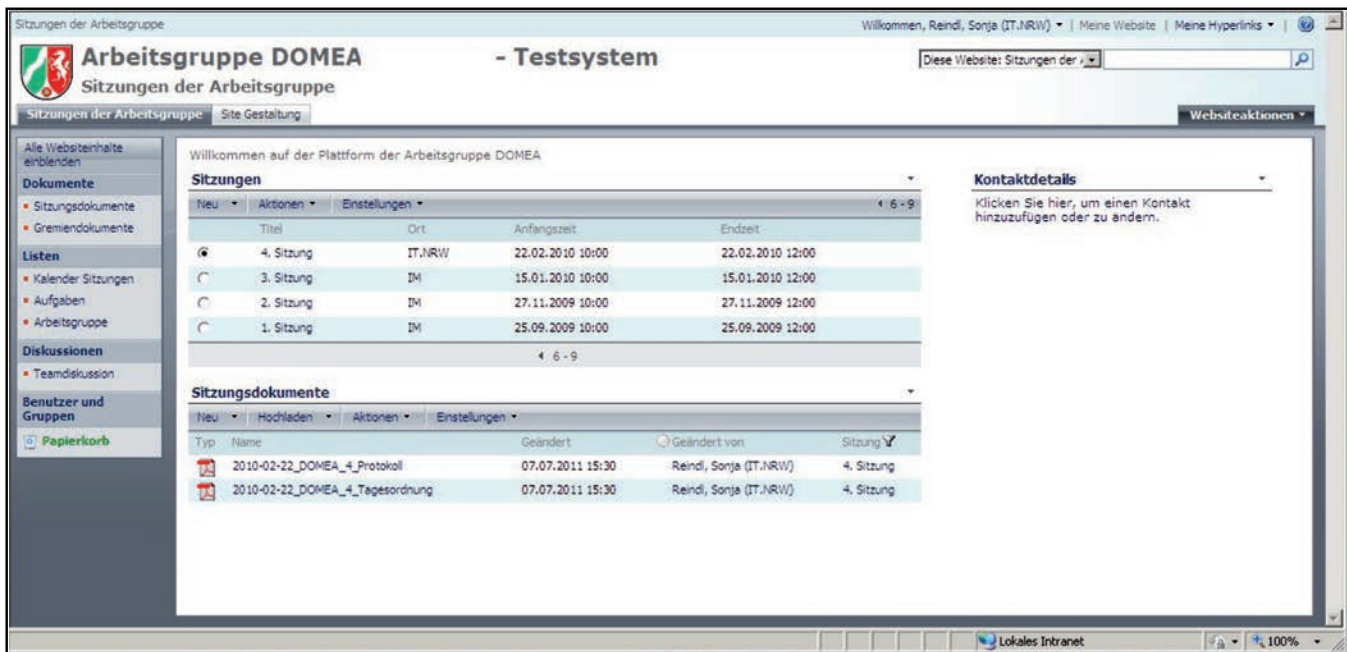 Sitzungen der Arbeitsgruppe
Willkommen, Reindl, Sonja (IT.NRW) | Meine Website | Meine Hyperlinks |
Arbeitsgruppe DOMEA - Testsystem
Diese Website: Sitzungen der
Sitzungen der Arbeitsgruppe
Sitzungen der Arbeitsgruppe Site Gestaltung
Websiteaktionen
Alle Websiteinhalte
einblenden
Dokumente
Sitzungsdokumente
Gremiendokumente
Listen
Kalender Sitzungen
Aufgaben
Arbeitsgruppe
Diskussionen
Teamdiskussion
Benutzer und
Gruppen
Papierkorb
Willkommen auf der Plattform der Arbeitsgruppe DOMEA
Sitzungen
Neu Aktionen Einstellungen 6 - 9
Titel Ort Anfangszeit Endzeit
4. Sitzung IT.NRW 22.02.2010 10:00 22.02.2010 12:00
3. Sitzung IM 15.01.2010 10:00 15.01.2010 12:00
2. Sitzung IM 27.11.2009 10:00 27.11.2009 12:00
1. Sitzung IM 25.09.2009 10:00 25.09.2009 12:00
6 - 9
Sitzungsdokumente
Neu Hochladen Aktionen Einstellungen
Typ Name Geändert Geändert von Sitzung
2010-02-22_DOMEA_4_Protokoll 07.07.2011 15:30 Reindl, Sonja (IT.NRW) 4. Sitzung
2010-02-22_DOMEA_4_Tagesordnung 07.07.2011 15:30 Reindl, Sonja (IT.NRW) 4. Sitzung
Kontaktdetails
Klicken Sie hier, um einen Kontakt
hinzuzufügen oder zu ändern.
Lokales Intranet 100%